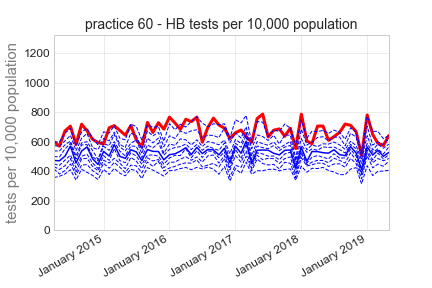 practice 60 - HB tests per 10,000 population
tests per 10,000 population
1200
1000
800
600
400
200
0
January 2015
January 2016
January 2017
January 2018
January 2019